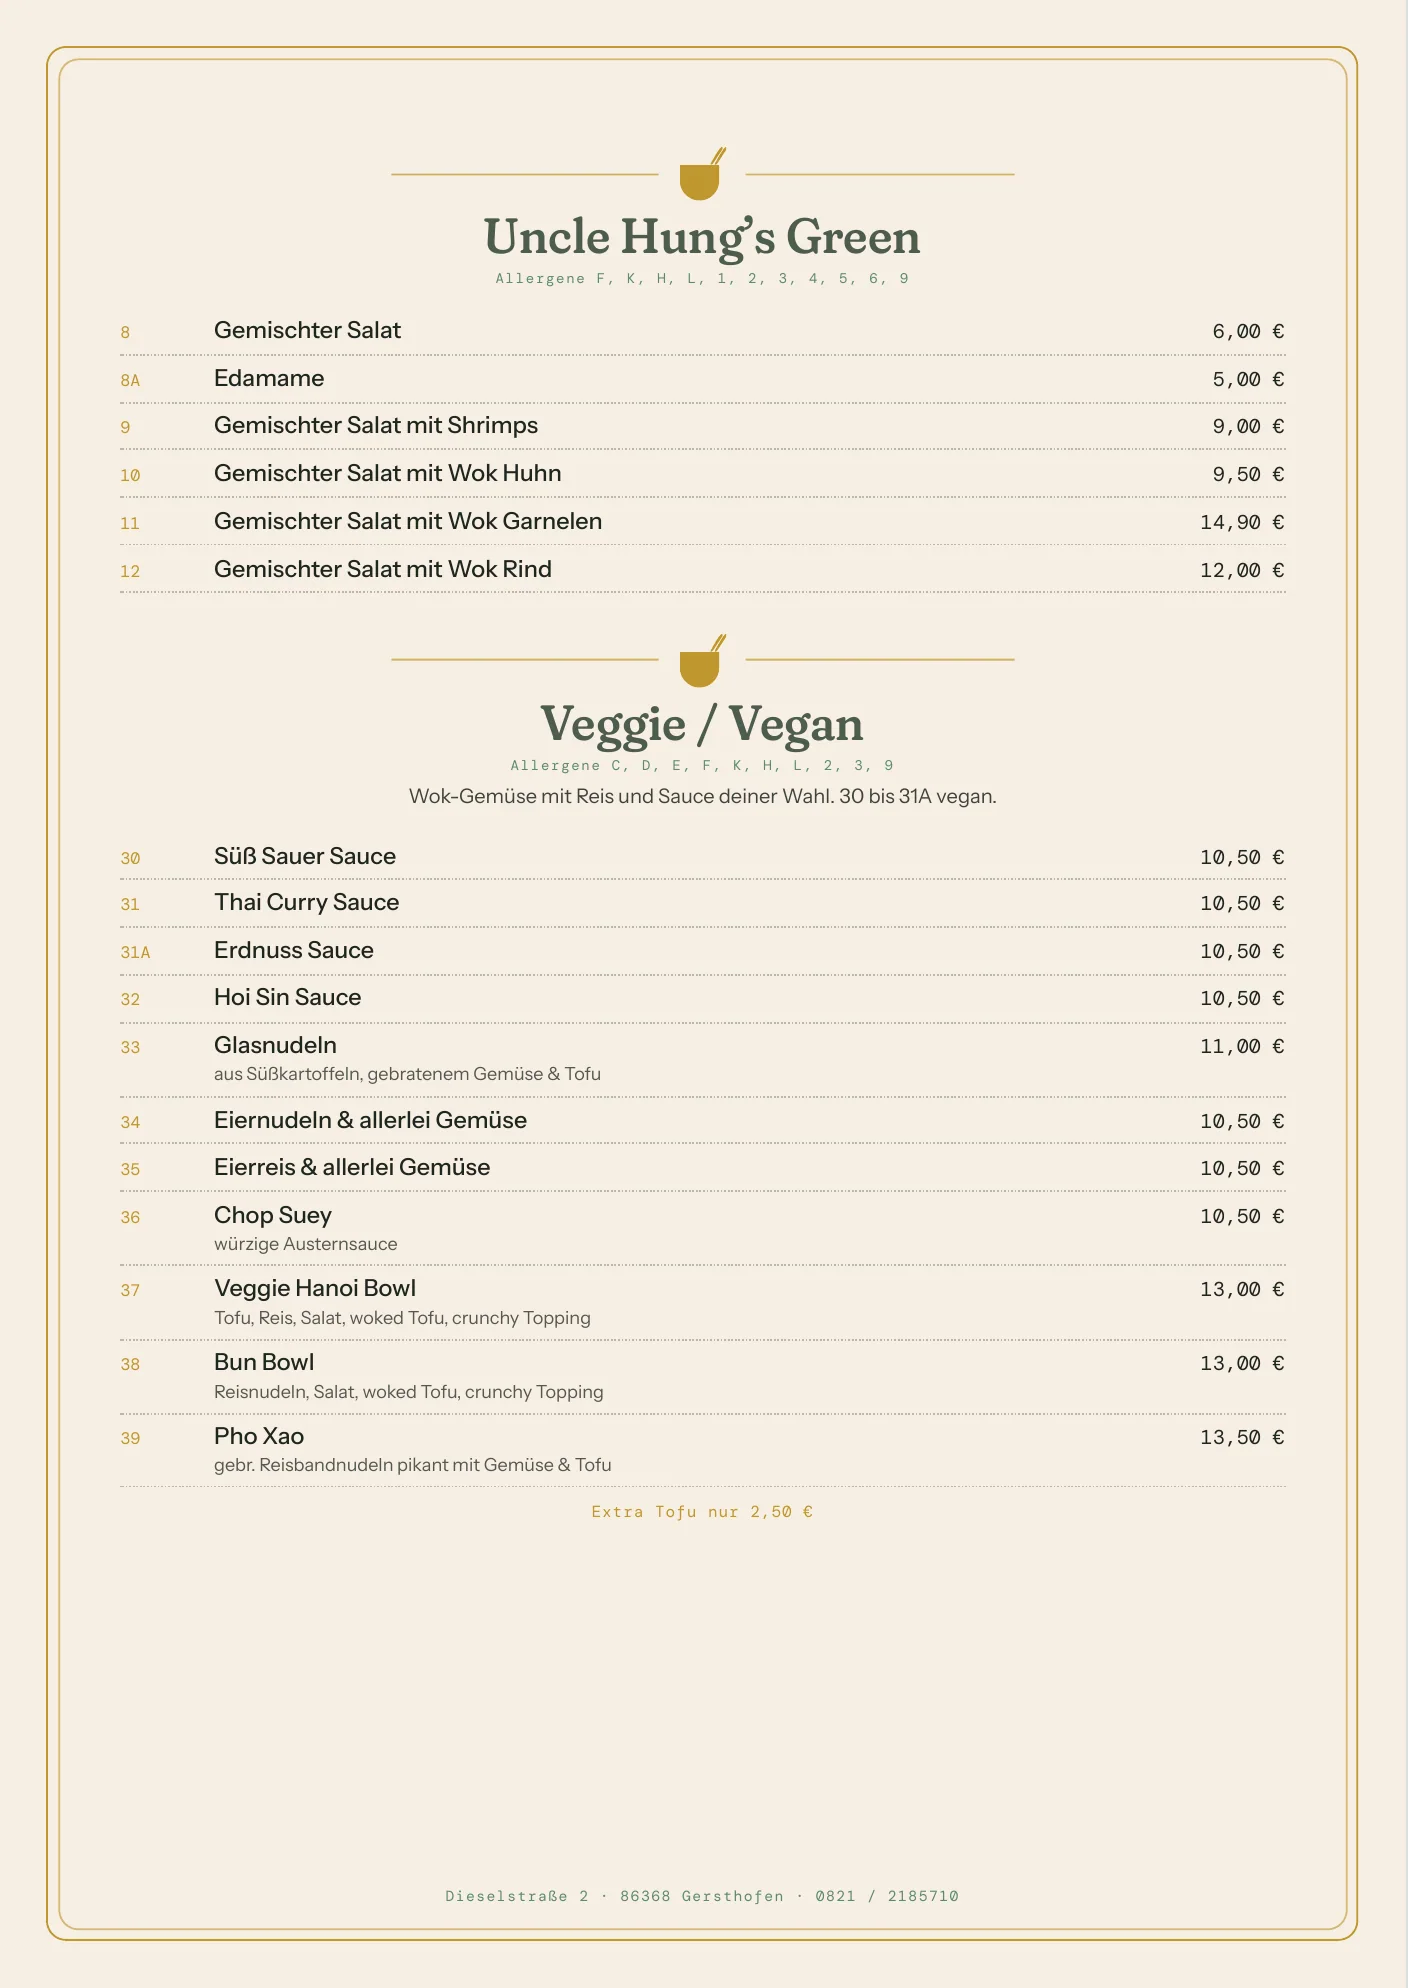 Uncle Hung’s Green
Allergene F, K, H, L, 1, 2, 3, 4, 5, 6, 9
8 Gemischter Salat 6,00 €
8A Edamame 5,00 €
9 Gemischter Salat mit Shrimps 9,00 €
10 Gemischter Salat mit Wok Huhn 9,50 €
11 Gemischter Salat mit Wok Garnelen 14,90 €
12 Gemischter Salat mit Wok Rind 12,00 €
Veggie / Vegan
Allergene C, D, E, F, K, H, L, 2, 3, 9
Wok-Gemüse mit Reis und Sauce deiner Wahl. 30 bis 31A vegan.
30 Süß Sauer Sauce 10,50 €
31 Thai Curry Sauce 10,50 €
31A Erdnuss Sauce 10,50 €
32 Hoi Sin Sauce 10,50 €
33 Glasnudeln 11,00 €
aus Süßkartoffeln, gebratenem Gemüse & Tofu
34 Eiernudeln & allerlei Gemüse 10,50 €
35 Eierreis & allerlei Gemüse 10,50 €
36 Chop Suey 10,50 €
würzige Austernsauce
37 Veggie Hanoi Bowl 13,00 €
Tofu, Reis, Salat, woked Tofu, crunchy Topping
38 Bun Bowl 13,00 €
Reisnudeln, Salat, woked Tofu, crunchy Topping
39 Pho Xao 13,50 €
gebr. Reisbandnudeln pikant mit Gemüse & Tofu
Extra Tofu nur 2,50 €
Dieselstraße 2 · 86368 Gersthofen · 0821 / 2185710